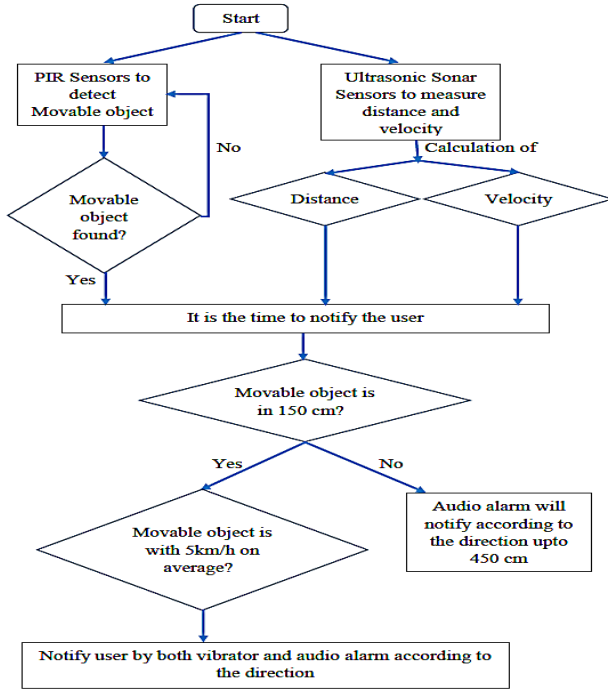 Start
PIR Sensors to
detect
Movable object
Ultrasonic Sonar
Sensors to measure
distance and
velocity
No
Calculation of
Movable
object
found?
Distance
Velocity
Yes
It is the time to notify the user
Movable object is
in 150 cm?
Yes
No
Movable object is
with 5km/h on
average?
Audio alarm will
notify according to
the direction upto
450 cm
Notify user by both vibrator and audio alarm according to
the direction